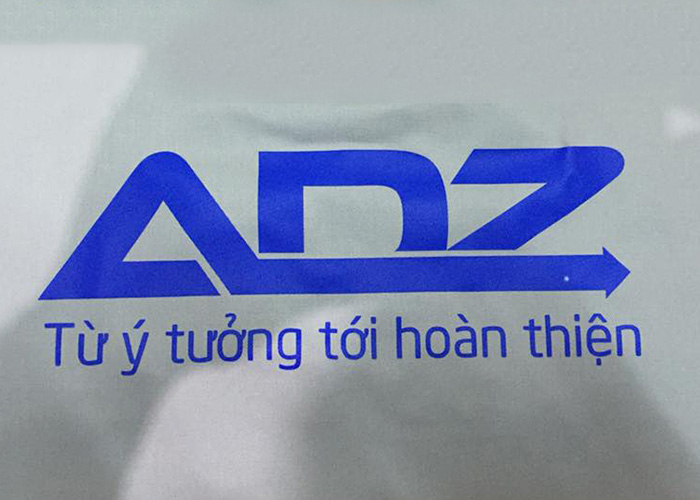 ADZ
Từ ý tưởng tới hoàn thiện